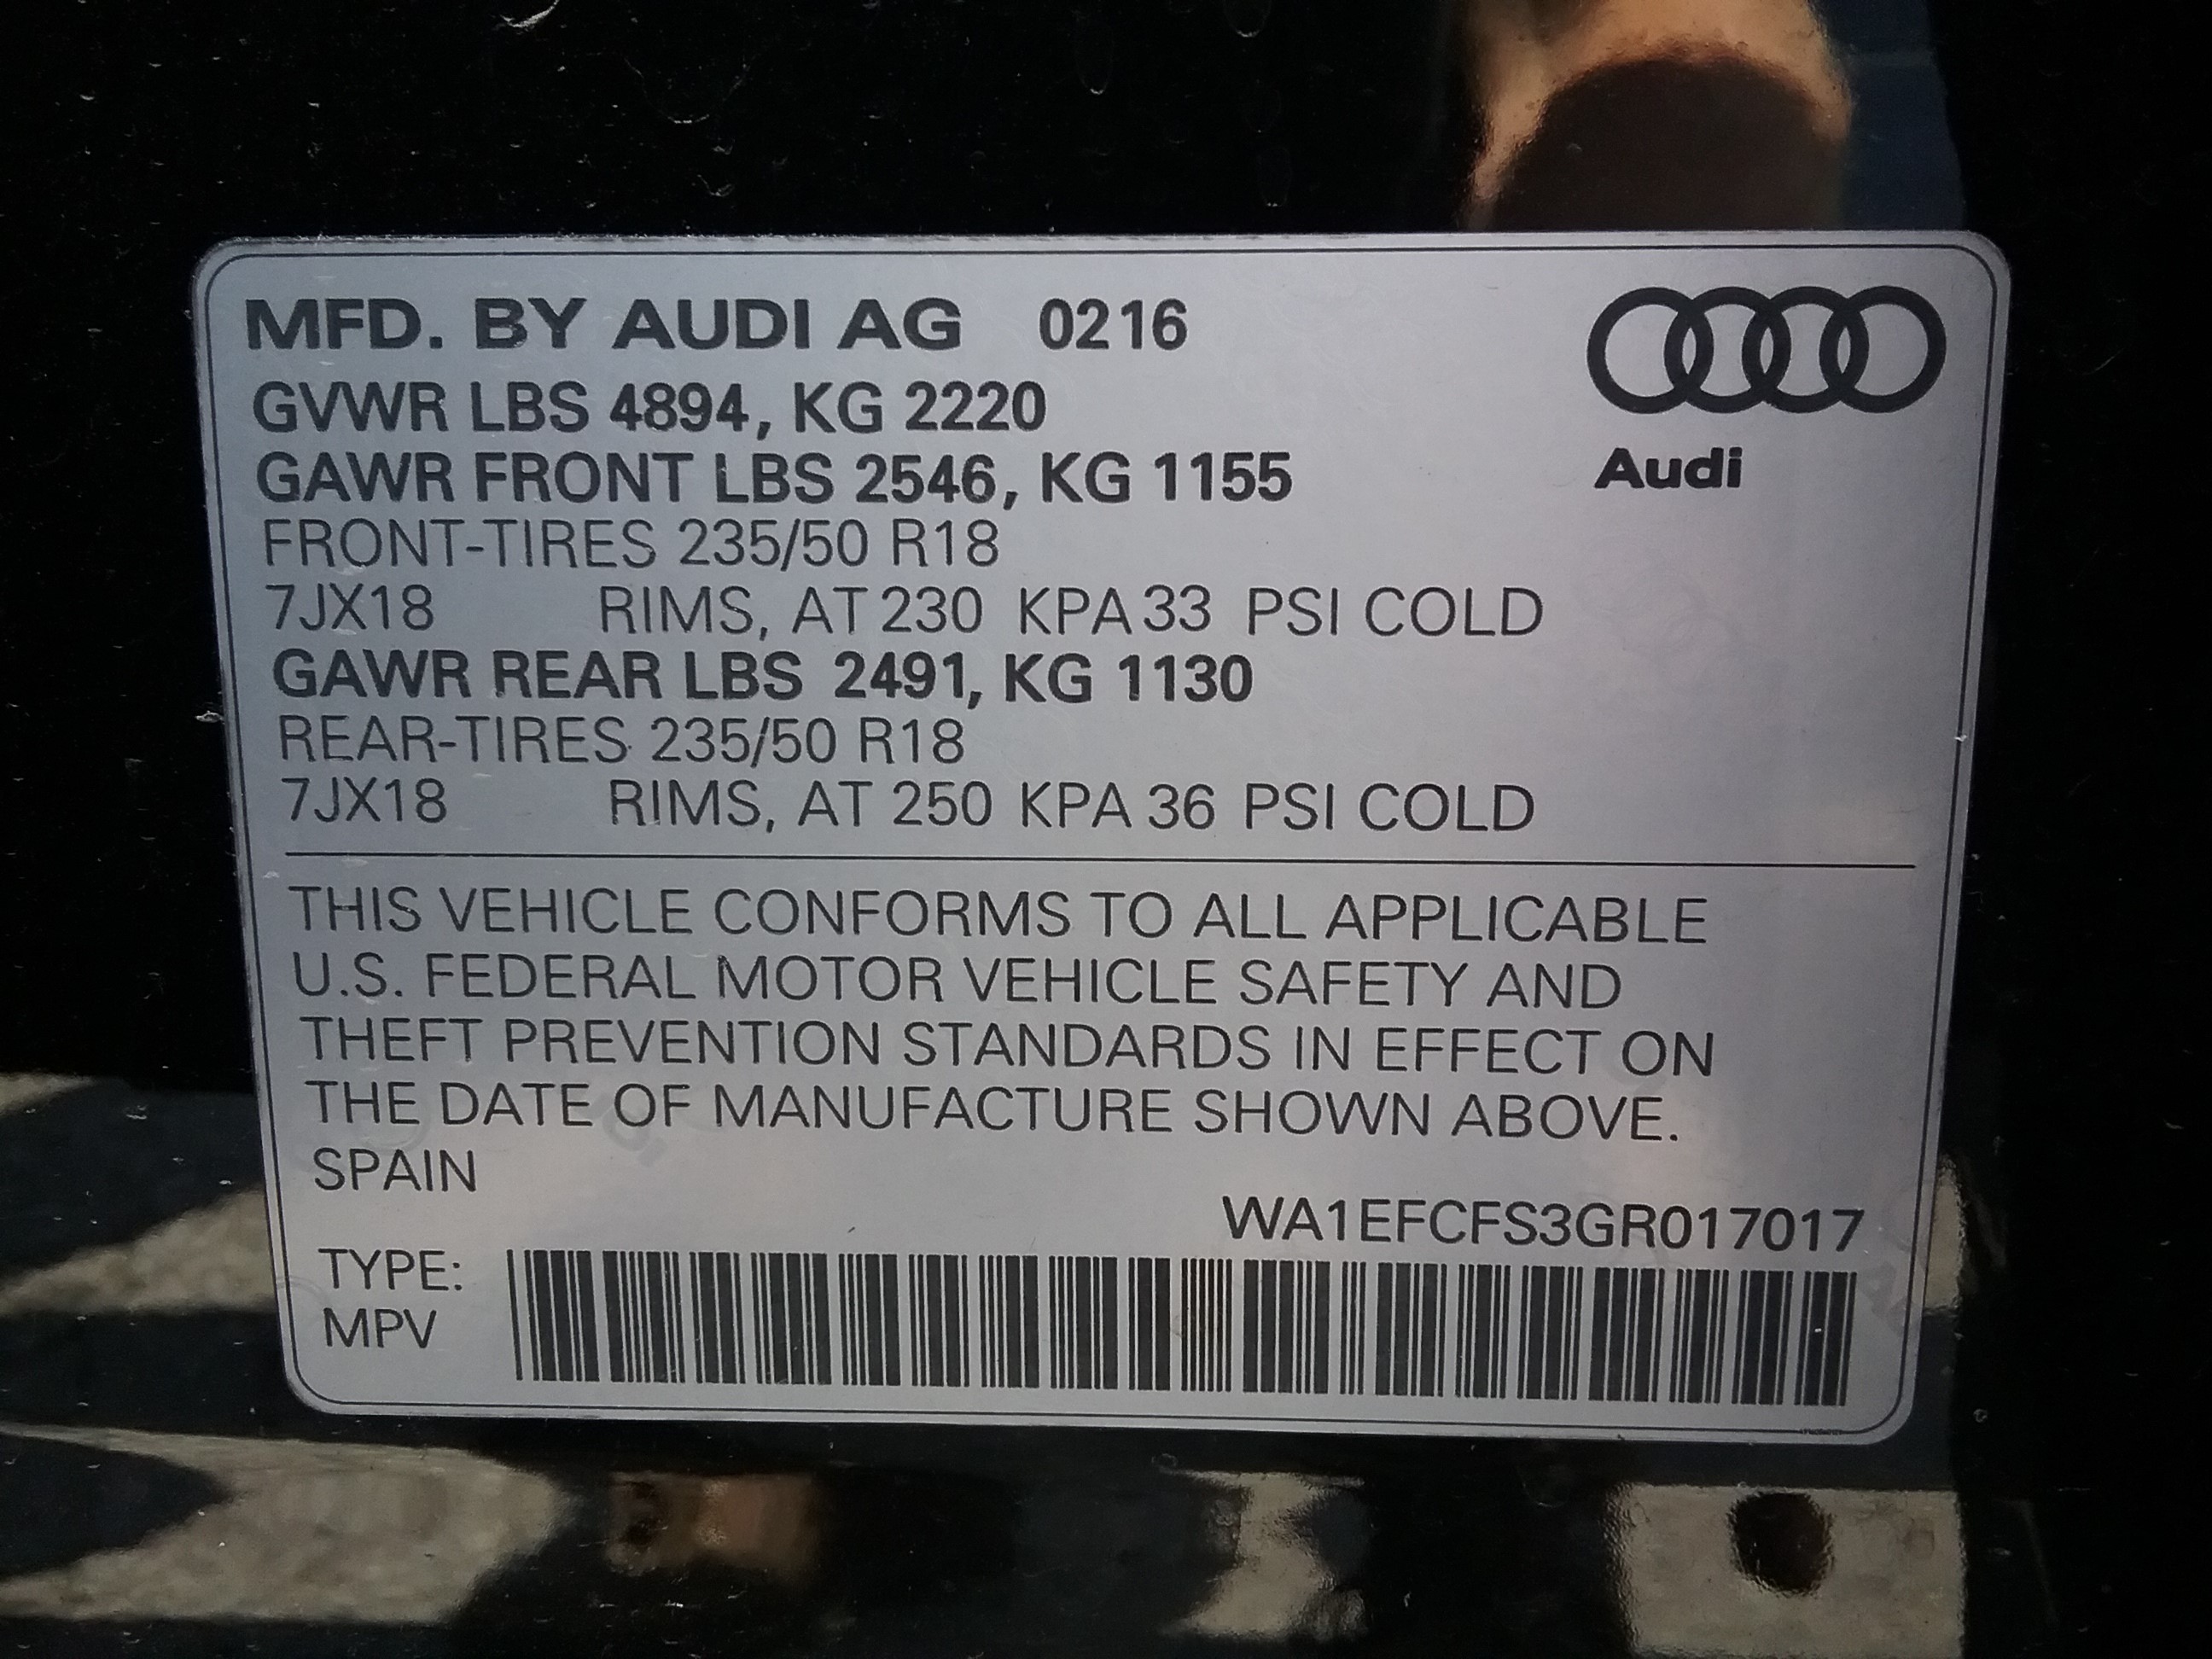 MFD. BY AUDI AG 0216
GVWR LBS 4894, KG 2220
GAWR FRONT LBS 2546, KG 1155
FRONT-TIRES 235/50 R18
7JX18 RIMS, AT 230 KPA 33 PSI COLD
GAWR REAR LBS 2491, KG 1130
REAR-TIRES 235/50 R18
7JX18 RIMS, AT 250 KPA 36 PSI COLD
Audi
THIS VEHICLE CONFORMS TO ALL APPLICABLE
U.S. FEDERAL MOTOR VEHICLE SAFETY AND
THEFT PREVENTION STANDARDS IN EFFECT ON
THE DATE OF MANUFACTURE SHOWN ABOVE.
SPAIN
WA1EFCFS3GR017017
TYPE:
MPV